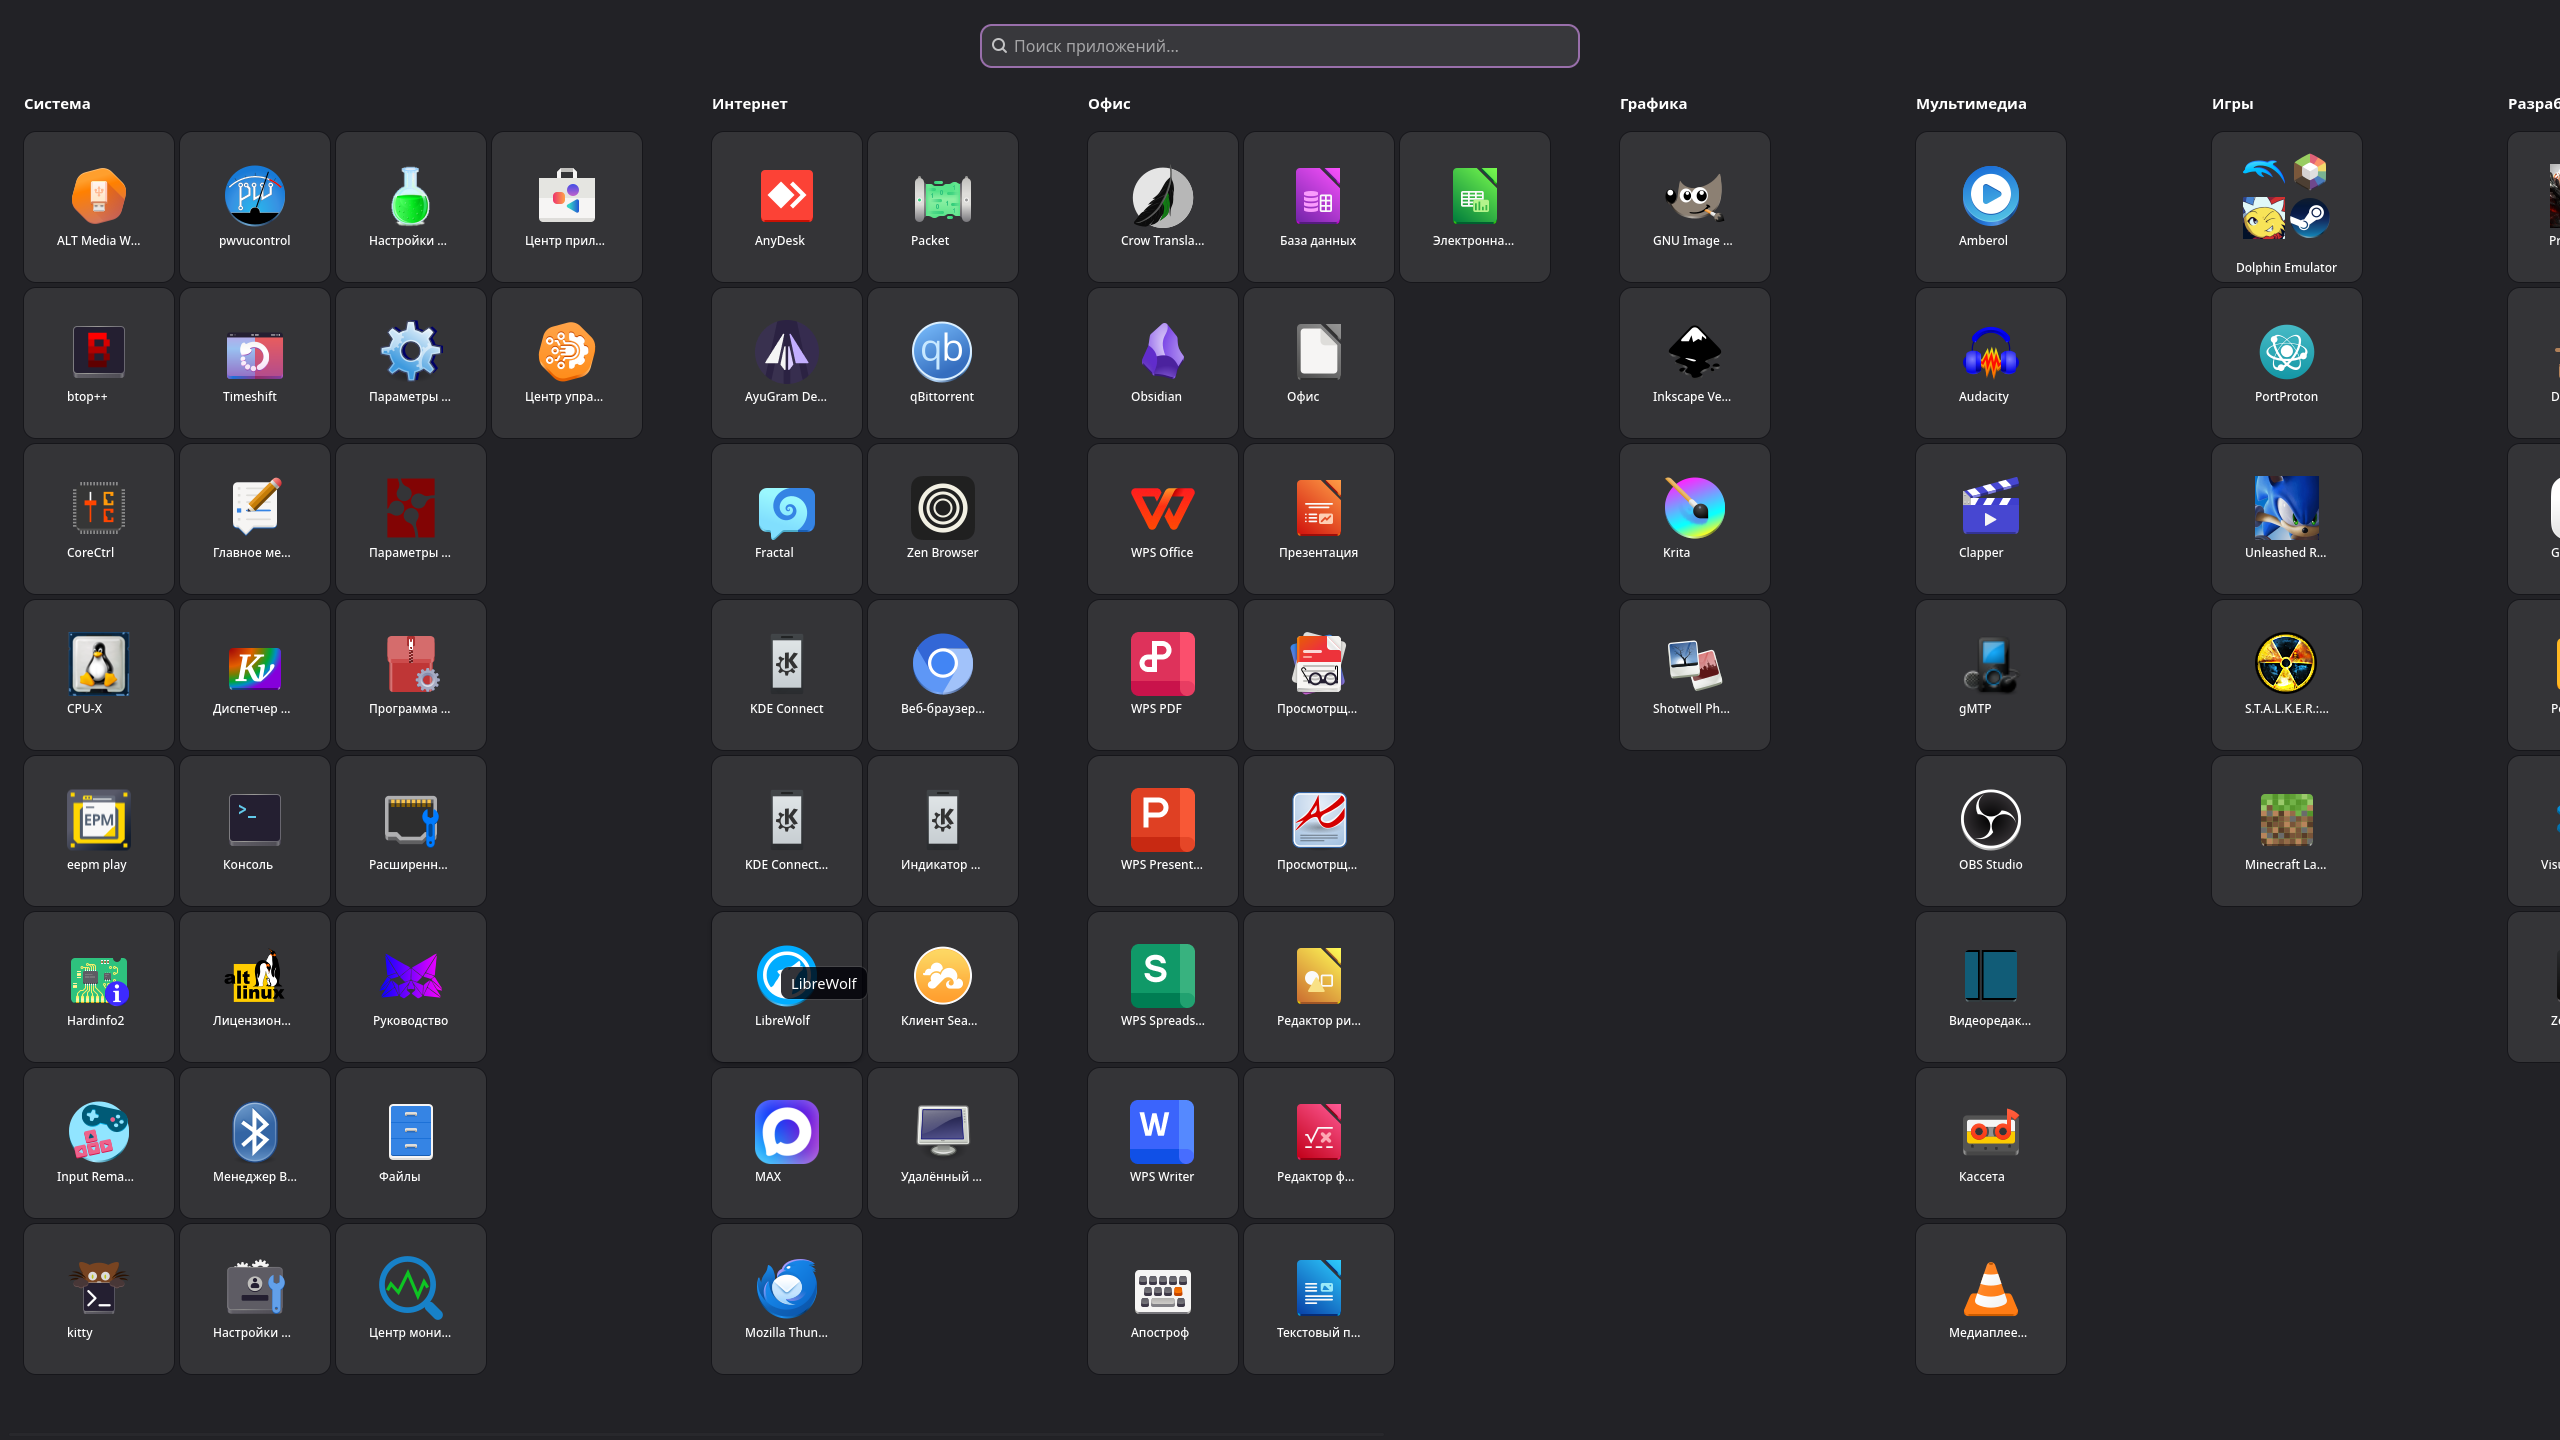 Поиск приложений...
Система
ALT Media W...
pwvucontrol
Настройки ...
Центр прил...
btop++
Timeshift
Параметры ...
Центр упра...
CoreCtrl
Главное ме...
Параметры ...
CPU-X
Диспетчер ...
Программа ...
eepm play
Консоль
Расширенн...
Hardinfo2
Лицензион...
Руководство
Input Rema...
Менеджер B...
Файлы
kitty
Настройки ...
Центр мони...
Интернет
AnyDesk
Packet
AyuGram De...
qBittorrent
Fractal
Zen Browser
KDE Connect
Веб-браузер...
KDE Connect...
Индикатор ...
LibreWolf
LibreWolf
Клиент Sea...
MAX
Удалённый ...
Mozilla Thun...
Офис
Crow Transla...
База данных
Электронна...
Obsidian
Офис
WPS Office
Презентация
WPS PDF
Просмотрщ...
WPS Present...
Просмотрщ...
WPS Spreads...
Редактор ри...
WPS Writer
Редактор ф...
Апостроф
Текстовый п...
Графика
GNU Image ...
Inkscape Ve...
Krita
Shotwell Ph...
Мультимедиа
Amberol
Audacity
Clapper
gMTP
OBS Studio
Видеоредак...
Кассета
Медиаплее...
Игры
Dolphin Emulator
PortProton
Unleashed R...
S.T.A.L.K.E.R.:...
Minecraft La...